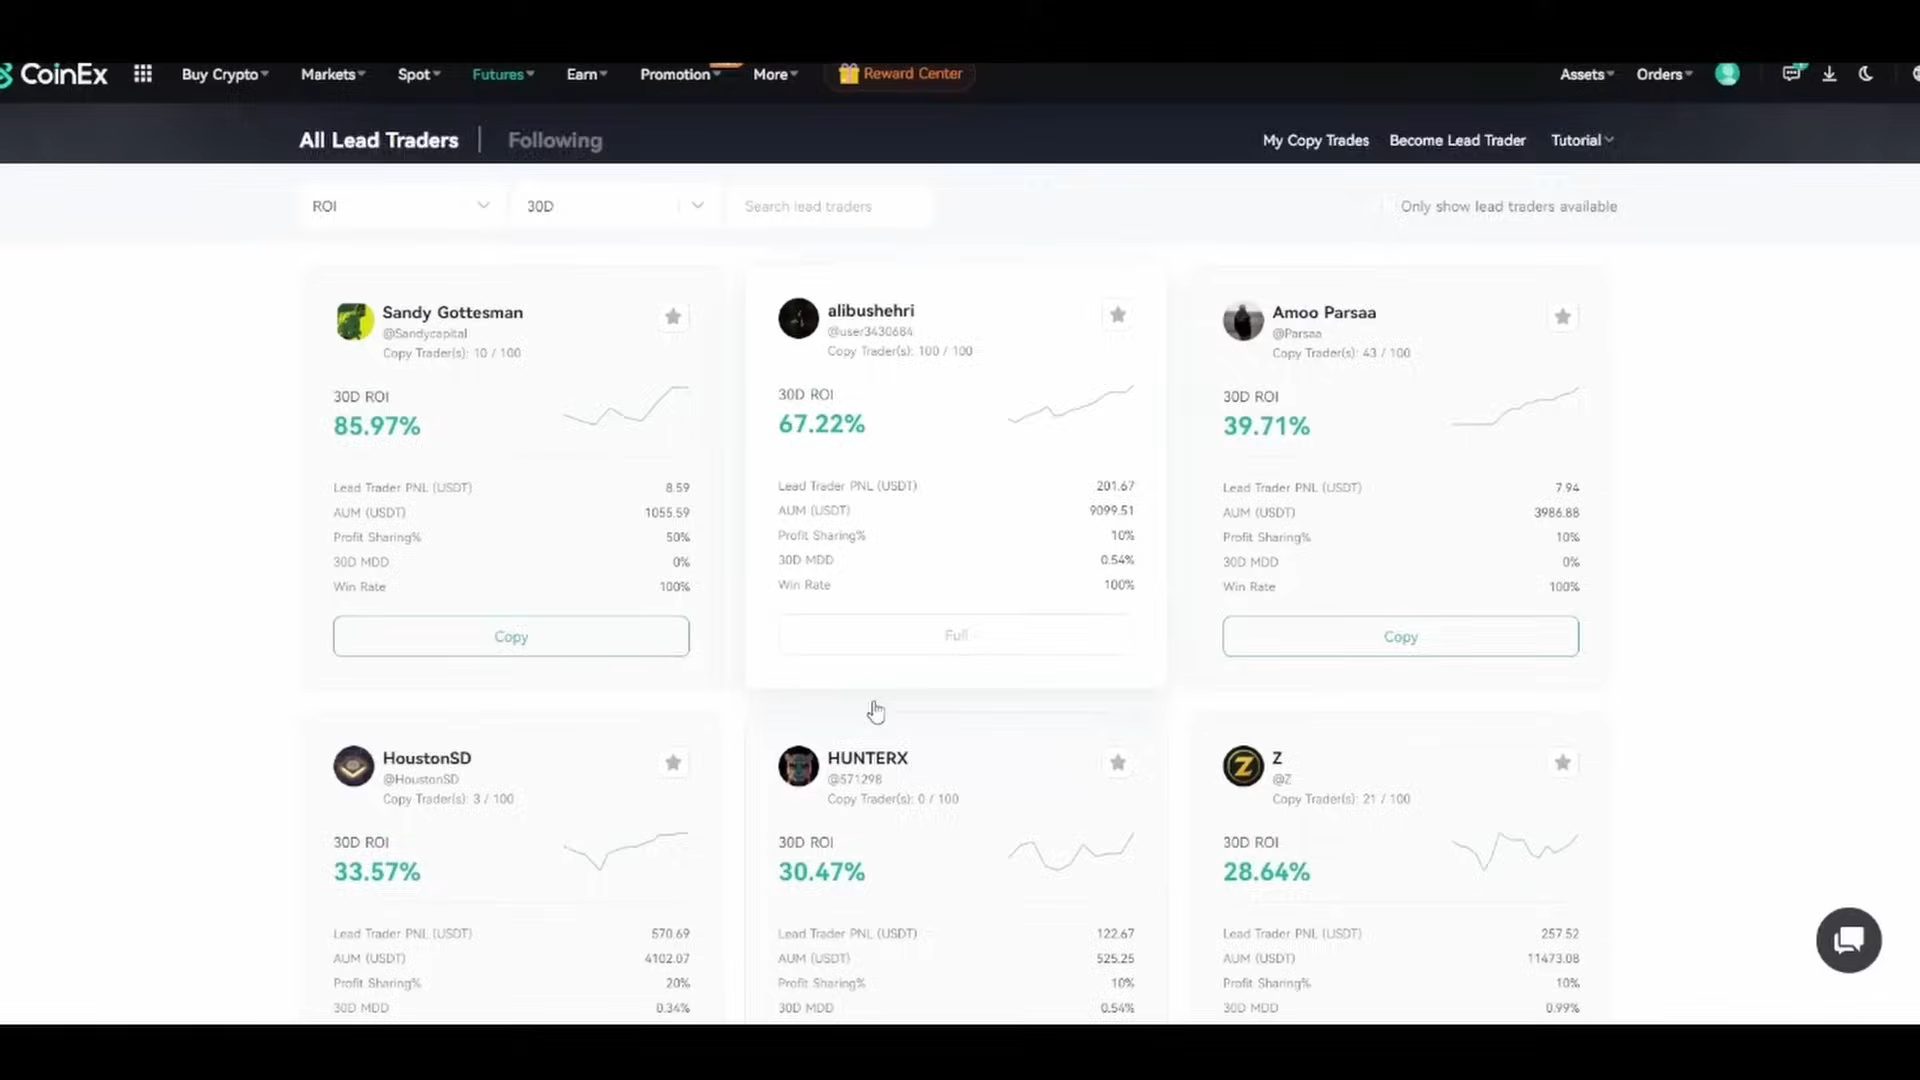 CoinEx Buy Crypto Markets Spot Futures Earn Promotion More Reward Center Assets Orders
All Lead Traders | Following My Copy Trades Become Lead Trader Tutorial
ROI 30D Search lead traders Only show lead traders available
Sandy Gottesman
@Sandycapital
Copy Trader(s): 10 / 100
30D ROI
85.97%
Lead Trader PNL (USDT) 8.59
AUM (USDT) 1055.59
Profit Sharing% 50%
30D MDD 0%
Win Rate 100%
Copy
alibushehri
@user3430684
Copy Trader(s): 100 / 100
30D ROI
67.22%
Lead Trader PNL (USDT) 201.67
AUM (USDT) 9099.51
Profit Sharing% 10%
30D MDD 0.54%
Win Rate 100%
Full
Amoo Parsaa
@Parsaa
Copy Trader(s): 43 / 100
30D ROI
39.71%
Lead Trader PNL (USDT) 7.94
AUM (USDT) 3986.88
Profit Sharing% 10%
30D MDD 0%
Win Rate 100%
Copy
HoustonSD
@HoustonSD
Copy Trader(s): 3 / 100
30D ROI
33.57%
Lead Trader PNL (USDT) 570.69
AUM (USDT) 4102.07
Profit Sharing% 20%
30D MDD 0.34%
HUNTERX
@571298
Copy Trader(s): 0 / 100
30D ROI
30.47%
Lead Trader PNL (USDT) 122.67
AUM (USDT) 525.25
Profit Sharing% 10%
30D MDD 0.54%
Z
@Z
Copy Trader(s): 21 / 100
30D ROI
28.64%
Lead Trader PNL (USDT) 257.52
AUM (USDT) 11473.08
Profit Sharing% 10%
30D MDD 0.99%